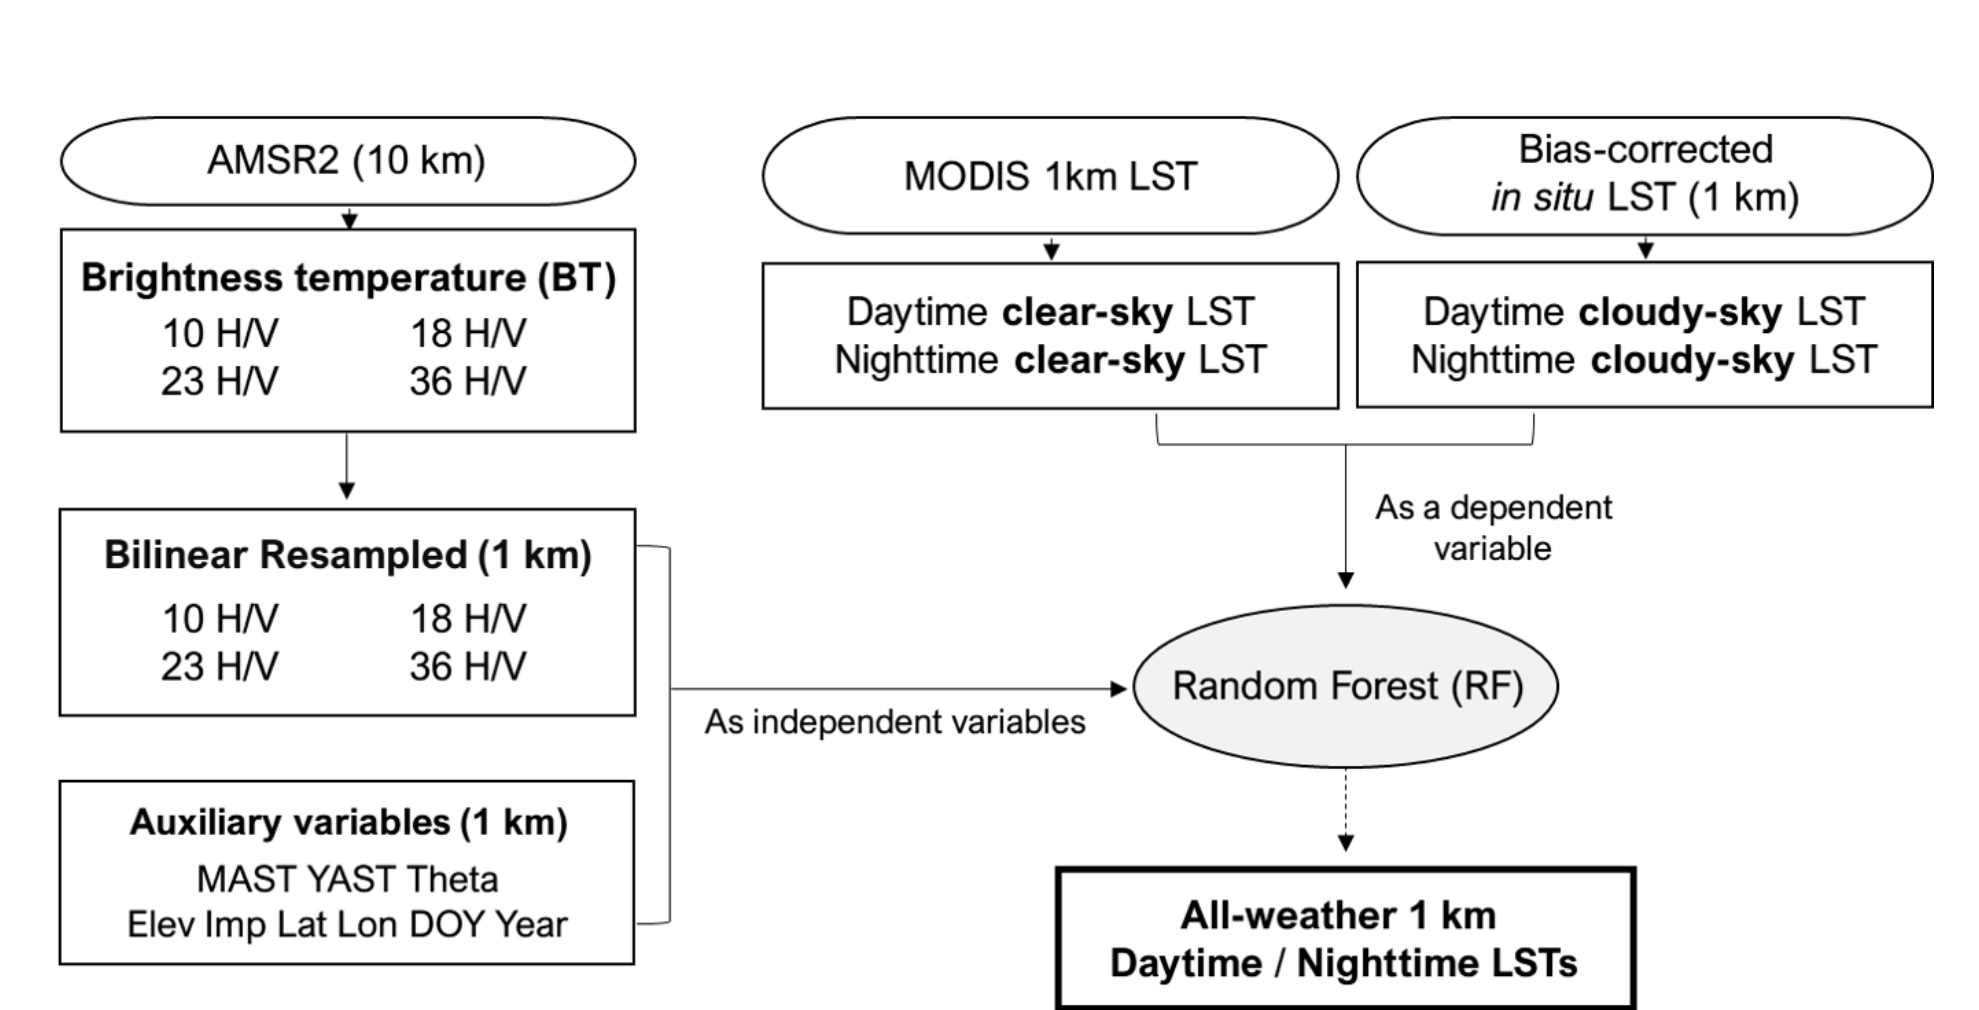 AMSR2 (10 km)
Brightness temperature (BT)
10 H/V 18 H/V
23 H/V 36 H/V
Bilinear Resampled (1 km)
10 H/V 18 H/V
23 H/V 36 H/V
Auxiliary variables (1 km)
MAST YAST Theta
Elev Imp Lat Lon DOY Year
As independent variables
MODIS 1km LST
Daytime clear-sky LST
Nighttime clear-sky LST
Bias-corrected
in situ LST (1 km)
Daytime cloudy-sky LST
Nighttime cloudy-sky LST
As a dependent
variable
Random Forest (RF)
All-weather 1 km
Daytime / Nighttime LSTs